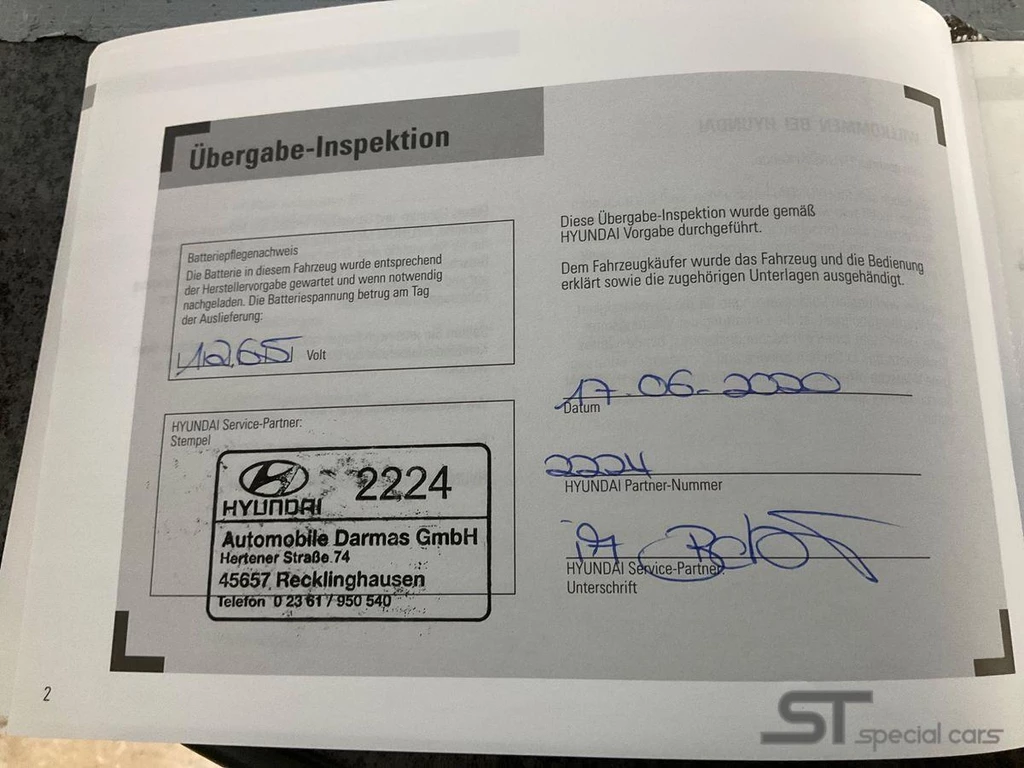 Übergabe-Inspektion
Batteriepflegenachweis
Die Batterie in diesem Fahrzeug wurde entsprechend
der Herstellervorgabe gewartet und wenn notwendig
nachgeladen. Die Batteriespannung betrug am Tag
der Auslieferung:
12.65 Volt
HYUNDAI Service-Partner:
Stempel
HYUNDAI 2224
Automobile Darmas GmbH
Hertener Straße 74
45657 Recklinghausen
Telefon 0 23 61 / 950 540
Diese Übergabe-Inspektion wurde gemäß
HYUNDAI Vorgabe durchgeführt.
Dem Fahrzeugkäufer wurde das Fahrzeug und die Bedienung
erklärt sowie die zugehörigen Unterlagen ausgehändigt.
17.06-2020
Datum
2224
HYUNDAI Partner-Nummer
HYUNDAI Service-Partner
Unterschrift
2
ST special cars